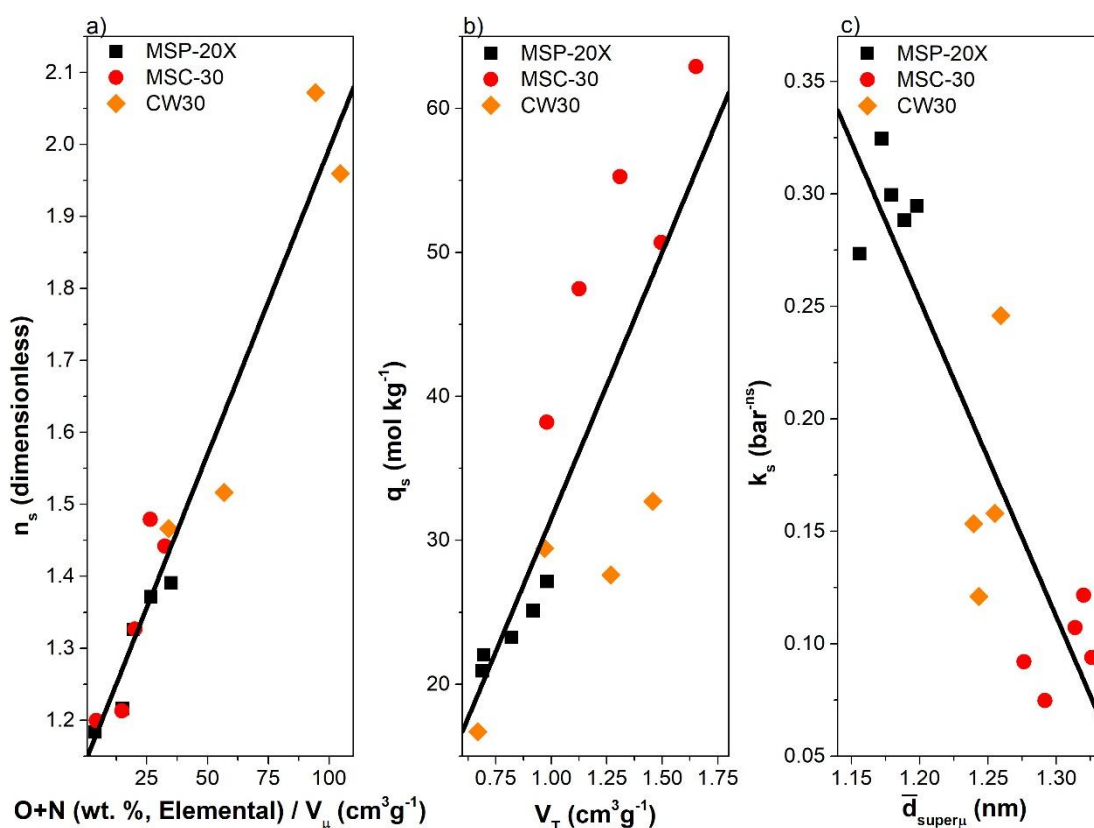 a)
MSP-20X
MSC-30
CW30
2.1
2.0
1.9
1.8
1.7
1.6
1.5
1.4
1.3
1.2
n_s (dimensionless)
25
50
75
100
O+N (wt. %, Elemental) / V_μ (cm³g⁻¹)
b)
MSP-20X
MSC-30
CW30
60
50
40
30
20
q_s (mol kg⁻¹)
0.75
1.00
1.25
1.50
1.75
V_T (cm³g⁻¹)
c)
MSP-20X
MSC-30
CW30
0.35
0.30
0.25
0.20
0.15
0.10
0.05
k_s (bar⁻ⁿˢ)
1.15
1.20
1.25
1.30
d̅_superμ (nm)